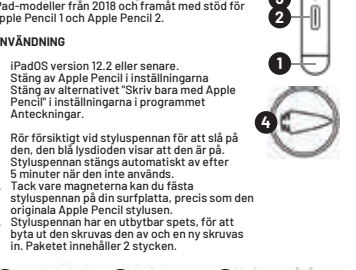 Pad-modeller från 2018 och framåt med stöd för
Apple Pencil 1 och Apple Pencil 2.
NVÄNDNING
iPadOS version 12.2 eller senare.
Stäng av Apple Pencil i inställningarna
Stäng av alternativet "Skriv bara med Apple
Pencil" i inställningarna i programmet
Anteckningar.
Rör försiktigt vid styluspennan för att slå på
den, den blå lysdioden visar att den är på.
Styluspennan stängs automatiskt av efter
5 minuter när den inte används.
Tack vare magneterna kan du fästa
styluspennan på din surfplatta, precis som den
originala Apple Pencil stylusen.
Styluspennan har en utbytbar spets, för att
byta ut den skruvas den av och en ny skruvas
in. Paketet innehåller 2 stycken.
2
1
4